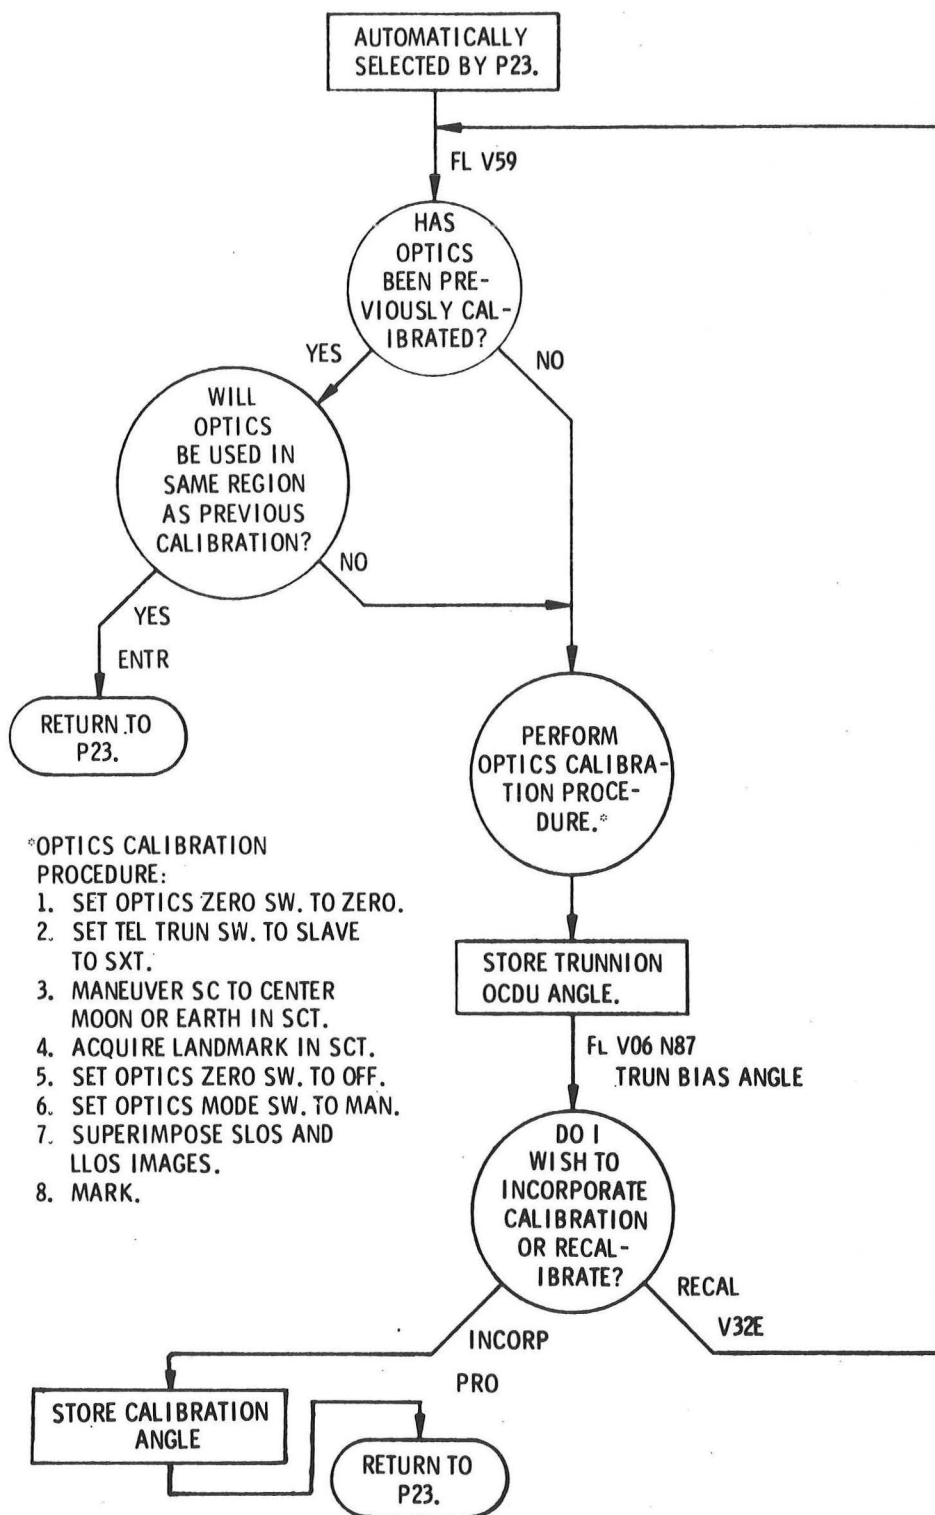 AUTOMATICALLY
SELECTED BY P23.
FL V59
HAS
OPTICS
BEEN PRE-
VIOUSLY CAL-
IBRATED?
YES
NO
WILL
OPTICS
BE USED IN
SAME REGION
AS PREVIOUS
CALIBRATION?
NO
YES
ENTR
RETURN TO
P23.
PERFORM
OPTICS CALIBRA-
TION PROCE-
DURE.*
*OPTICS CALIBRATION
PROCEDURE:
1. SET OPTICS ZERO SW. TO ZERO.
2. SET TEL TRUN SW. TO SLAVE
TO SXT.
3. MANEUVER SC TO CENTER
MOON OR EARTH IN SCT.
4. ACQUIRE LANDMARK IN SCT.
5. SET OPTICS ZERO SW. TO OFF.
6. SET OPTICS MODE SW. TO MAN.
7. SUPERIMPOSE SLOS AND
LLOS IMAGES.
8. MARK.
STORE TRUNNION
OCDU ANGLE.
FL V06 N87
TRUN BIAS ANGLE
DO I
WISH TO
INCORPORATE
CALIBRATION
OR RECAL-
IBRATE?
RECAL
V32E
INCORP
PRO
STORE CALIBRATION
ANGLE
RETURN TO
P23.